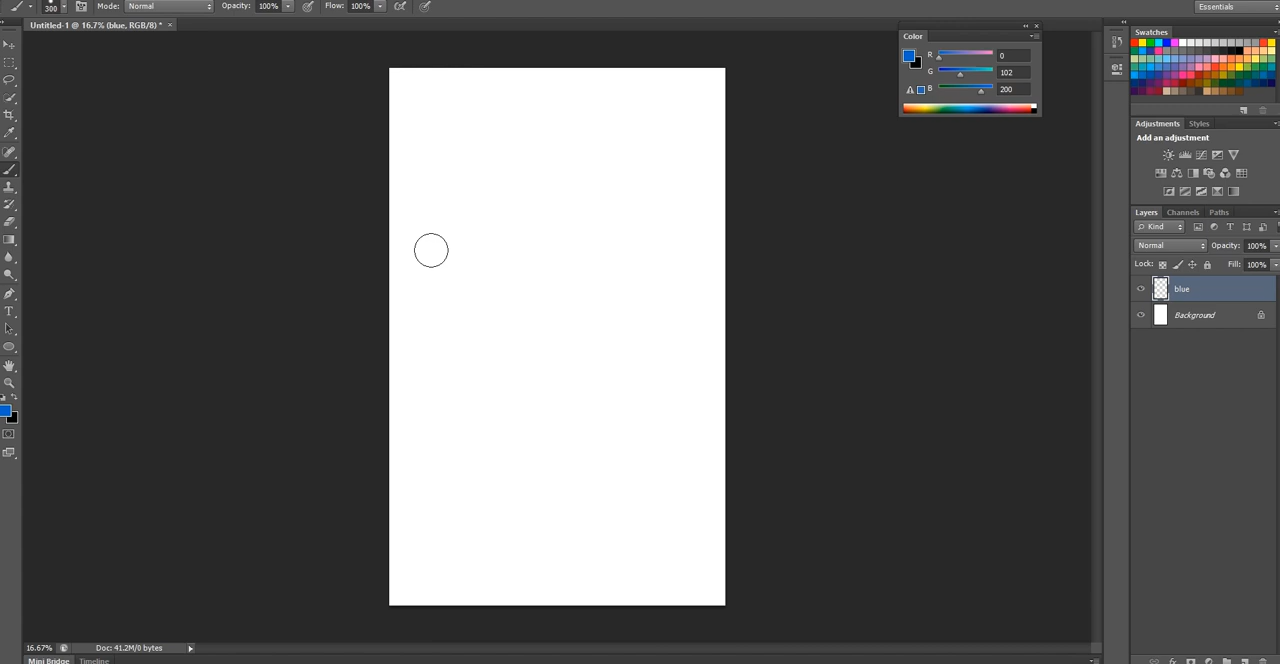 300 Mode: Normal Opacity: 100% Flow: 100% Essentials
Untitled-1 @ 16.7% (blue, RGB/8) * ×
Color
R 0
G 102
B 200
Swatches
Adjustments Styles
Add an adjustment
Layers Channels Paths
Kind
Normal Opacity: 100%
Lock: Fill: 100%
blue
Background
16.67% Doc: 41.2M/0 bytes
Mini Bridge Timeline